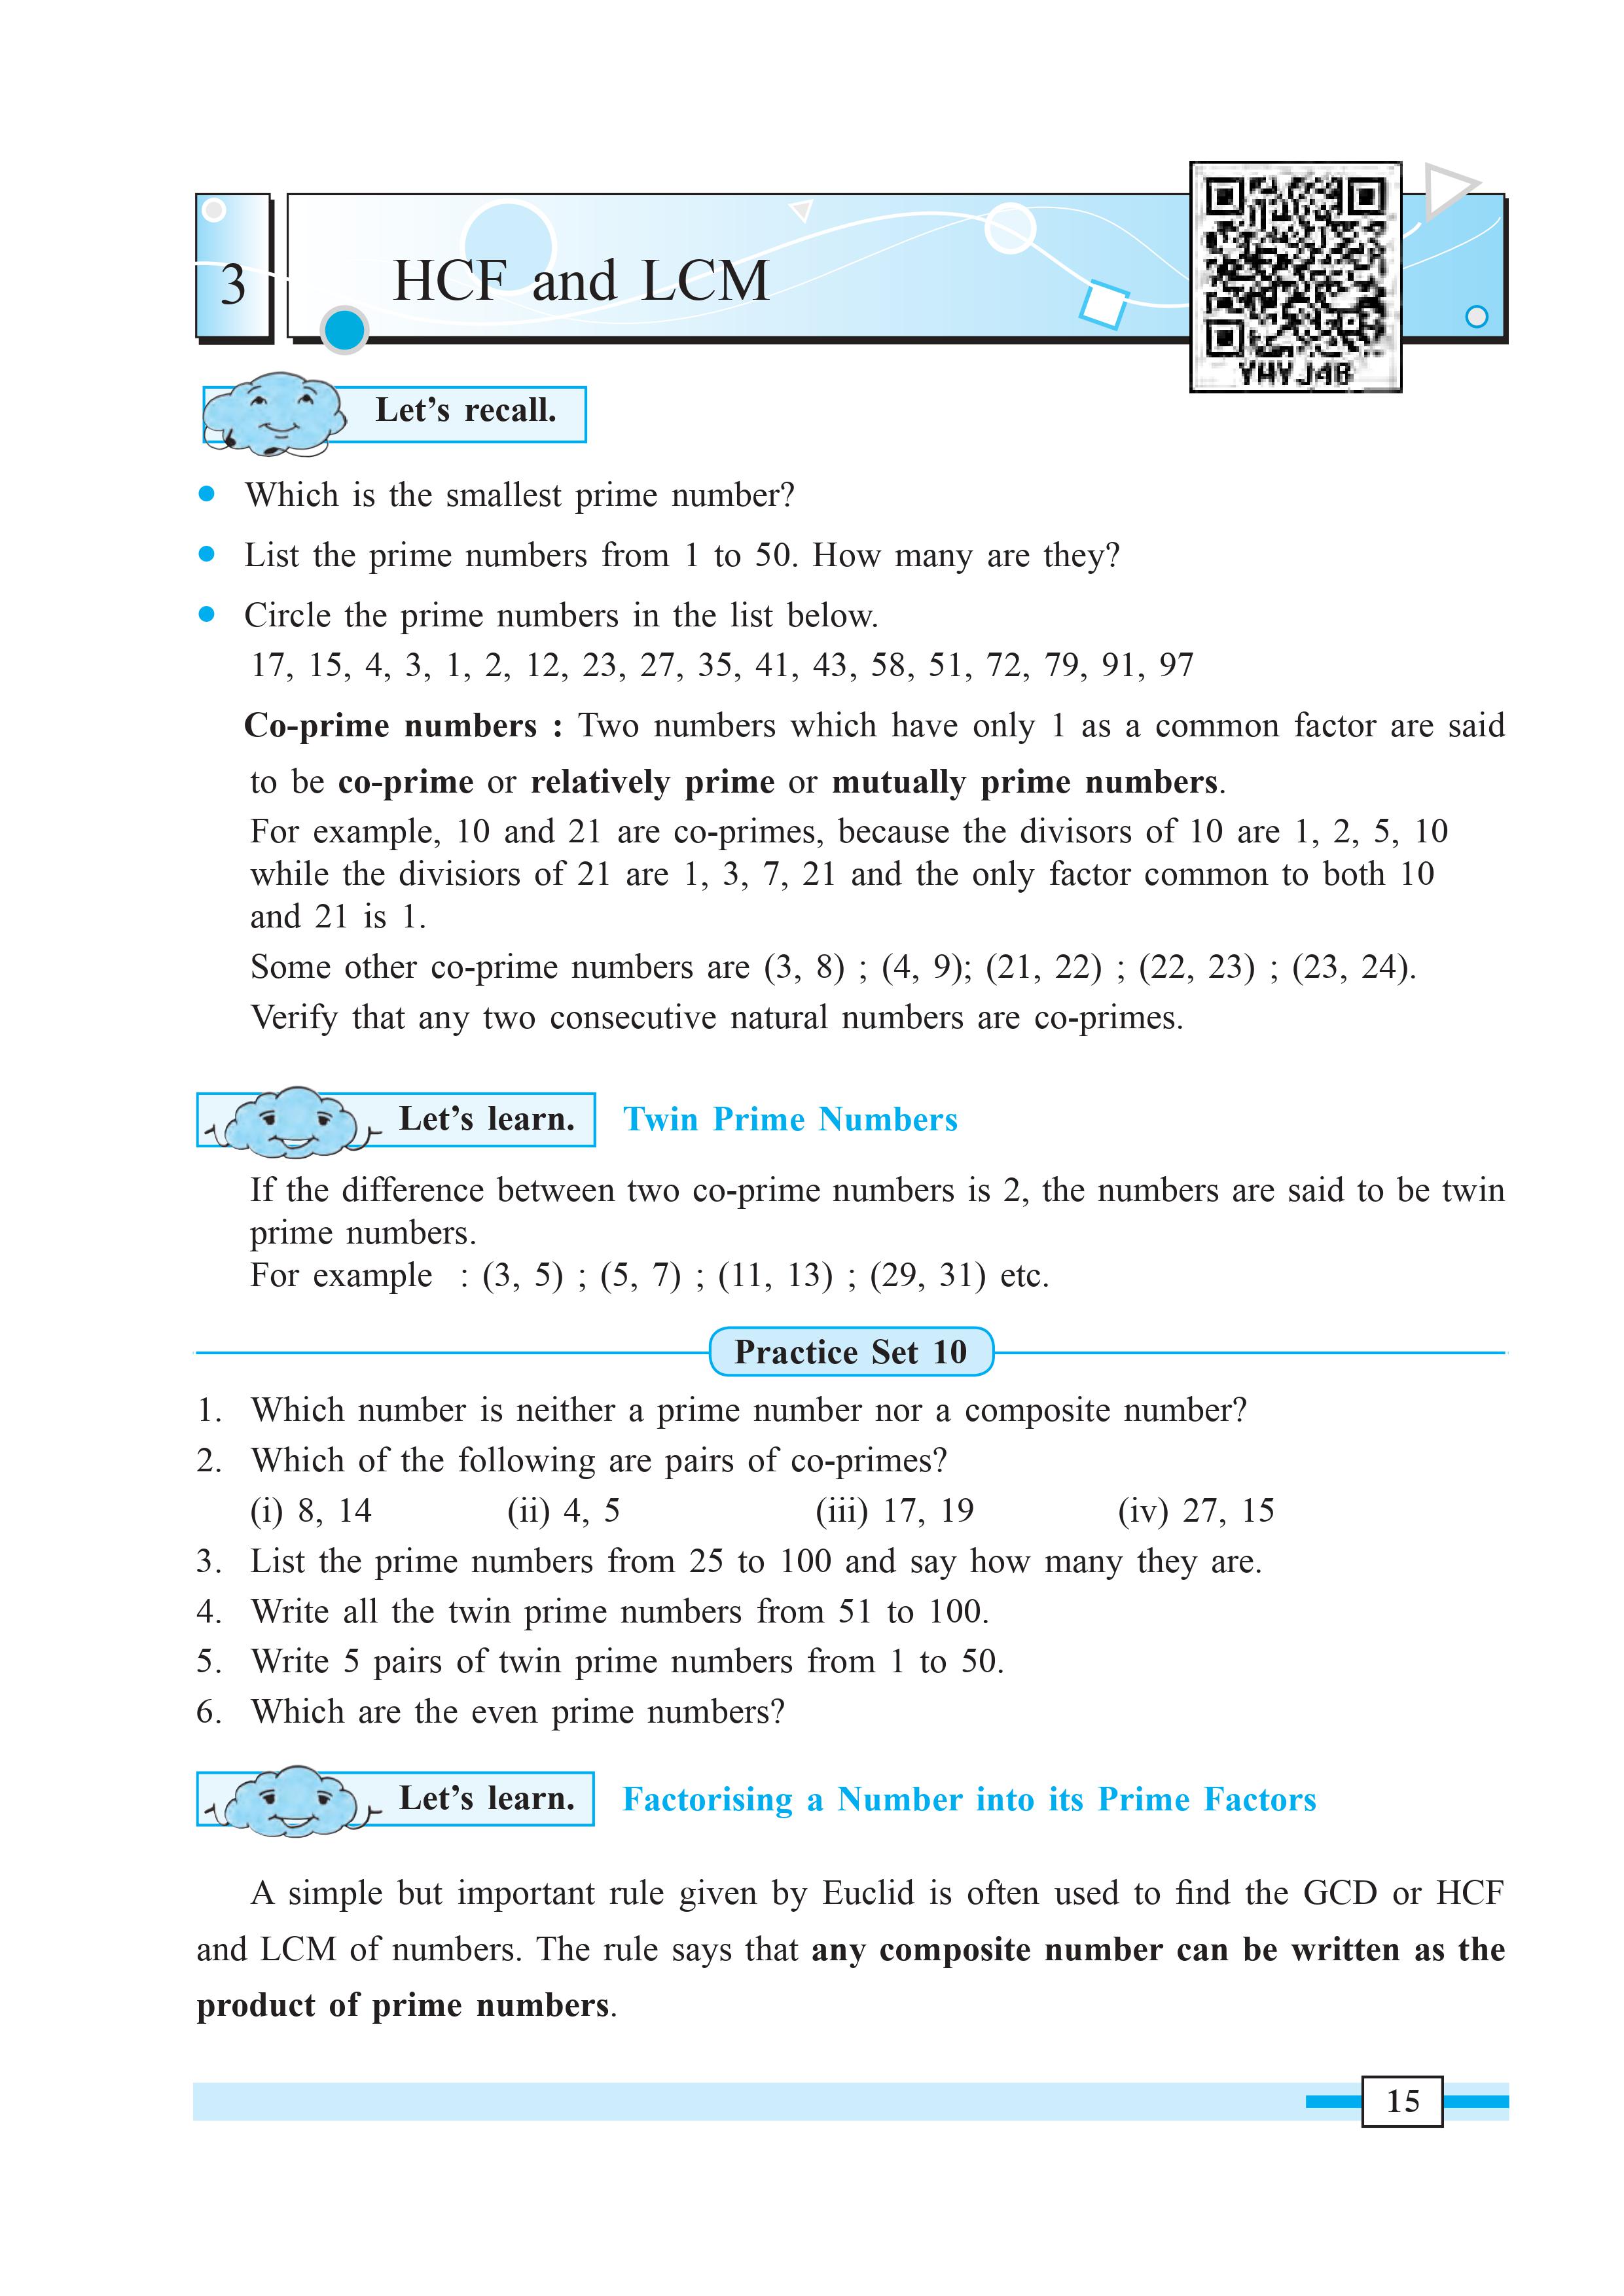 3
HCF and LCM
YHYJ4B
Let’s recall.
• Which is the smallest prime number?
• List the prime numbers from 1 to 50. How many are they?
• Circle the prime numbers in the list below.
17, 15, 4, 3, 1, 2, 12, 23, 27, 35, 41, 43, 58, 51, 72, 79, 91, 97
Co-prime numbers : Two numbers which have only 1 as a common factor are said
to be co-prime or relatively prime or mutually prime numbers.
For example, 10 and 21 are co-primes, because the divisors of 10 are 1, 2, 5, 10
while the divisiors of 21 are 1, 3, 7, 21 and the only factor common to both 10
and 21 is 1.
Some other co-prime numbers are (3, 8) ; (4, 9); (21, 22) ; (22, 23) ; (23, 24).
Verify that any two consecutive natural numbers are co-primes.
Let’s learn. Twin Prime Numbers
If the difference between two co-prime numbers is 2, the numbers are said to be twin
prime numbers.
For example : (3, 5) ; (5, 7) ; (11, 13) ; (29, 31) etc.
Practice Set 10
1. Which number is neither a prime number nor a composite number?
2. Which of the following are pairs of co-primes?
(i) 8, 14 (ii) 4, 5 (iii) 17, 19 (iv) 27, 15
3. List the prime numbers from 25 to 100 and say how many they are.
4. Write all the twin prime numbers from 51 to 100.
5. Write 5 pairs of twin prime numbers from 1 to 50.
6. Which are the even prime numbers?
Let’s learn. Factorising a Number into its Prime Factors
A simple but important rule given by Euclid is often used to find the GCD or HCF
and LCM of numbers. The rule says that any composite number can be written as the
product of prime numbers.
15